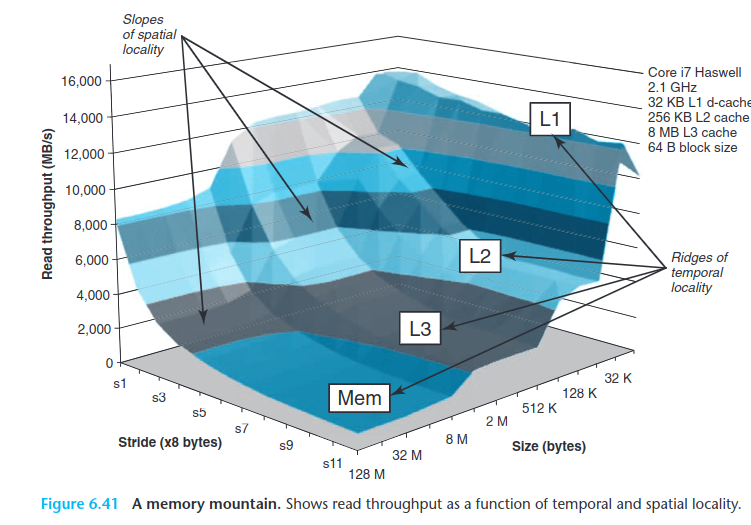 Slopes
of spatial
locality
16,000
14,000
12,000
10,000
8,000
6,000
4,000
2,000
0
Read throughput (MB/s)
Core i7 Haswell
2.1 GHz
32 KB L1 d-cache
256 KB L2 cache
8 MB L3 cache
64 B block size
L1
L2
L3
Mem
Ridges of
temporal
locality
s1
s3
s5
s7
s9
s11
Stride (x8 bytes)
128 M
32 M
8 M
2 M
512 K
128 K
32 K
Size (bytes)
Figure 6.41 A memory mountain. Shows read throughput as a function of temporal and spatial locality.